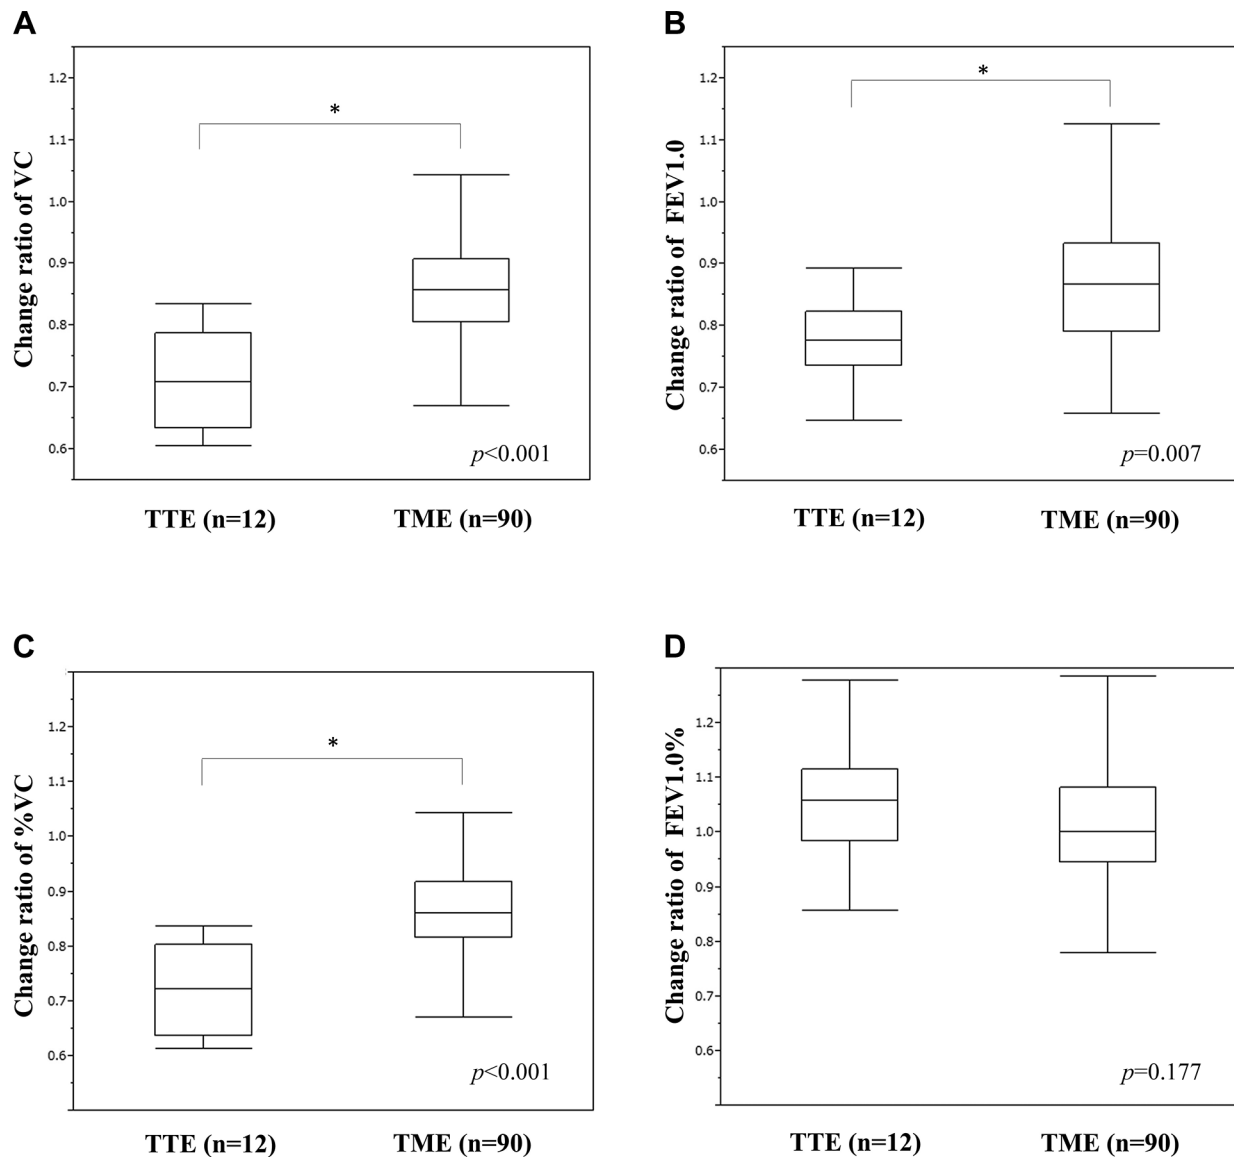 A
Change ratio of VC
1.2
1.1
1.0
0.9
0.8
0.7
0.6
*
p<0.001
TTE (n=12)
TME (n=90)
B
Change ratio of FEV1.0
1.2
1.1
1.0
0.9
0.8
0.7
0.6
*
p=0.007
TTE (n=12)
TME (n=90)
C
Change ratio of %VC
1.2
1.1
1.0
0.9
0.8
0.7
0.6
*
p<0.001
TTE (n=12)
TME (n=90)
D
Change ratio of FEV1.0%
1.2
1.1
1.0
0.9
0.8
0.7
0.6
p=0.177
TTE (n=12)
TME (n=90)